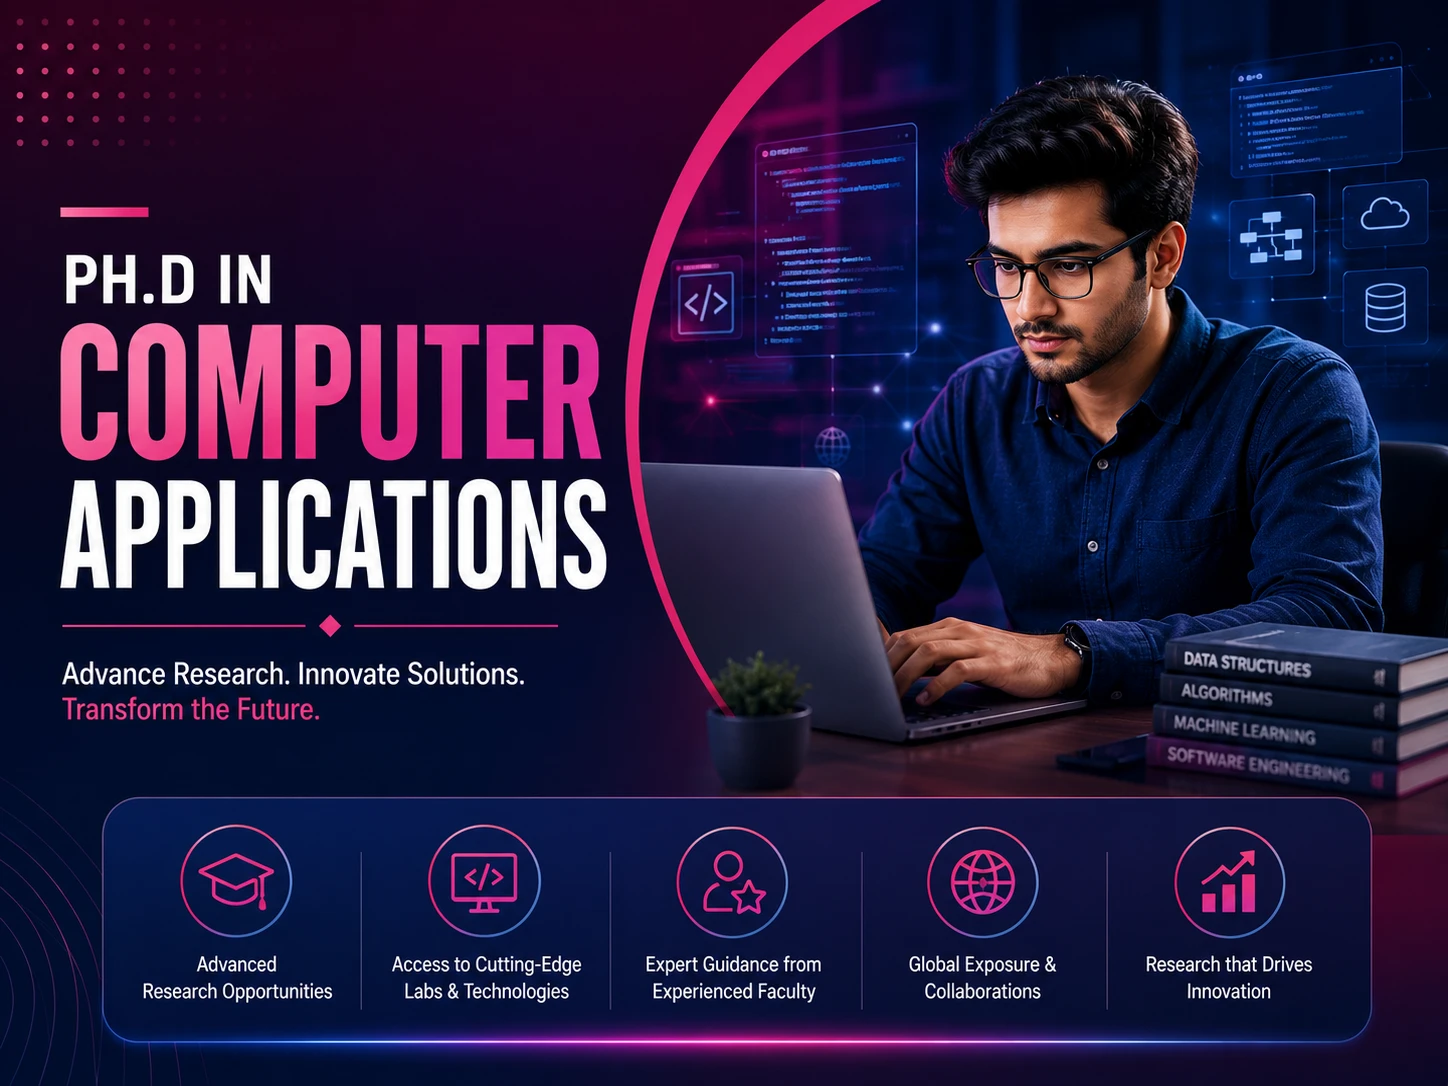 PH.D IN
COMPUTER
APPLICATIONS
Advance Research. Innovate Solutions.
Transform the Future.
</>
DATA STRUCTURES
ALGORITHMS
MACHINE LEARNING
SOFTWARE ENGINEERING
</>
Advanced
Research Opportunities
Access to Cutting-Edge
Labs & Technologies
Expert Guidance from
Experienced Faculty
Global Exposure &
Collaborations
Research that Drives
Innovation